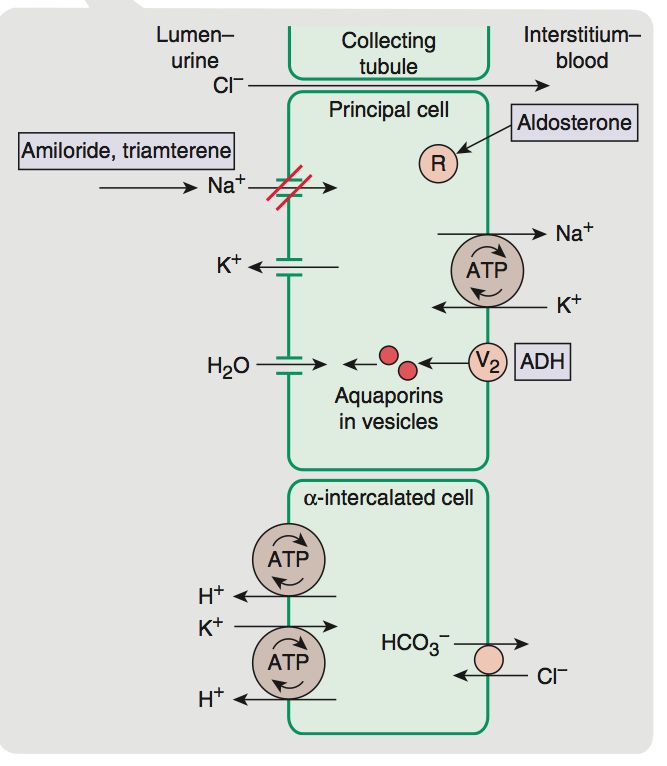 Lumen–
urine
Collecting
tubule
Interstitium–
blood
Cl⁻
Principal cell
Aldosterone
Amiloride, triamterene
R
Na⁺
Na⁺
K⁺
ATP
K⁺
H₂O
V₂
ADH
Aquaporins
in vesicles
α-intercalated cell
ATP
H⁺
K⁺
HCO₃⁻
ATP
Cl⁻
H⁺